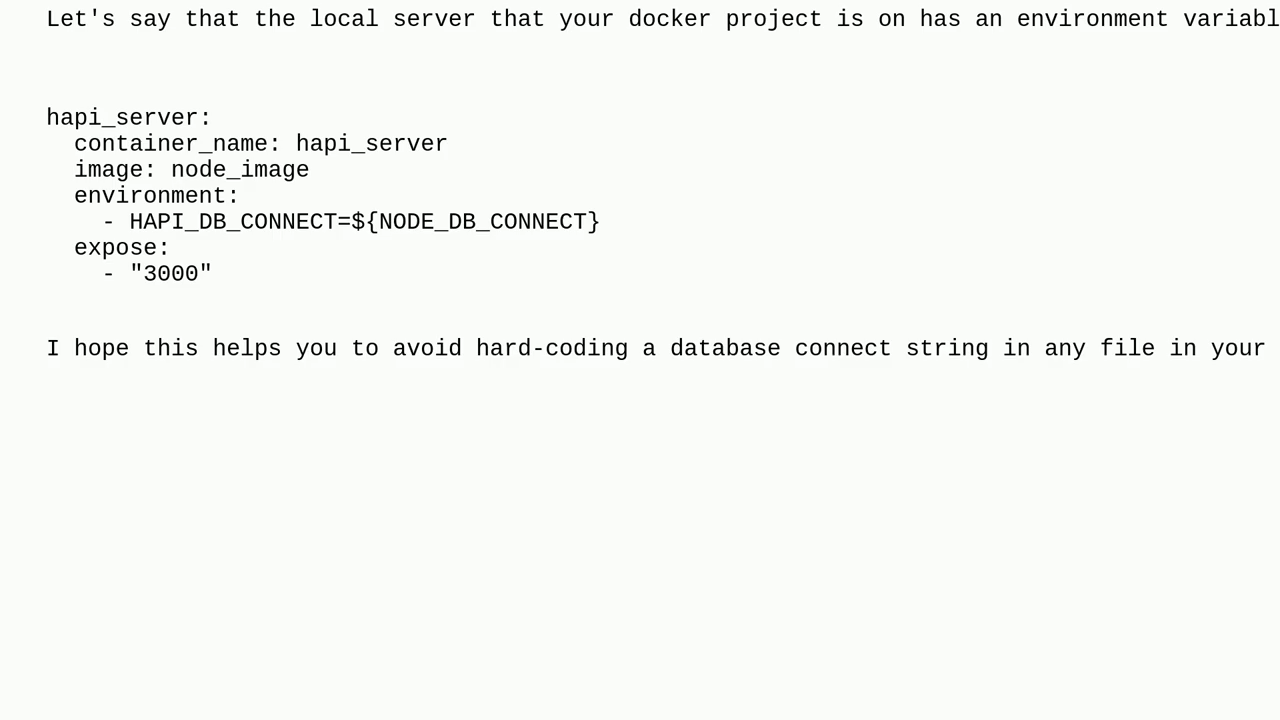 Let's say that the local server that your docker project is on has an environment
hapi_server:
  container_name: hapi_server
  image: node_image
  environment:
    - HAPI_DB_CONNECT=${NODE_DB_CONNECT}
  expose:
    - "3000"
I hope this helps you to avoid hard-coding a database connect string in any file in your